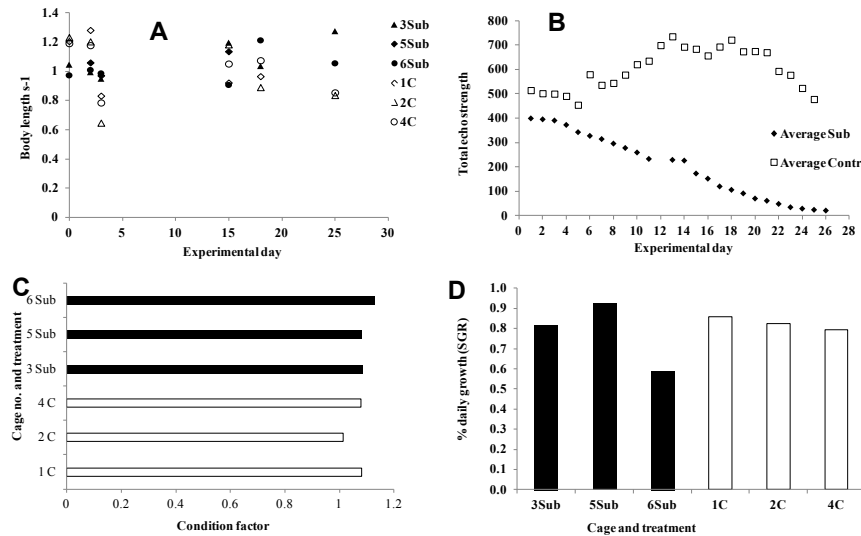 A
Body length s-1
1.4
1.2
1
0.8
0.6
0.4
0.2
0
0 5 10 15 20 25 30
Experimental day
3Sub
5Sub
6Sub
1C
2C
4C
B
Total echo strength
800
700
600
500
400
300
200
100
0
0 2 4 6 8 10 12 14 16 18 20 22 24 26 28
Experimental day
Average Sub
Average Contr
C
Cage no. and treatment
6 Sub
5 Sub
3 Sub
4 C
2 C
1 C
0 0.2 0.4 0.6 0.8 1 1.2
Condition factor
D
% daily growth (SGR)
1.0
0.9
0.8
0.7
0.6
0.5
0.4
0.3
0.2
0.1
0.0
3Sub 5Sub 6Sub 1C 2C 4C
Cage and treatment